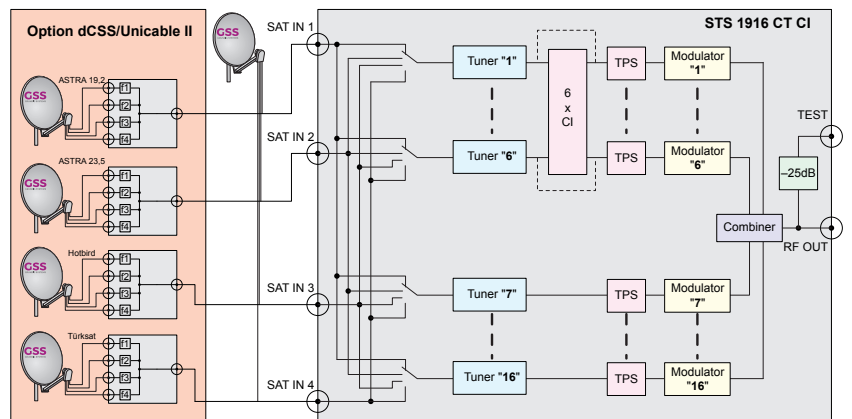 Option dCSS/Unicable II
GSS
SAT IN 1
STS 1916 CT CI
ASTRA 19,2
GSS
f1
f2
f3
f4
Tuner "1"
TPS
Modulator
"1"
6
x
CI
TEST
SAT IN 2
ASTRA 23,5
GSS
f1
f2
f3
f4
Tuner "6"
TPS
Modulator
"6"
–25dB
Combiner
RF OUT
Hotbird
GSS
f1
f2
f3
f4
SAT IN 3
Tuner "7"
TPS
Modulator
"7"
Türksat
GSS
f1
f2
f3
f4
SAT IN 4
Tuner "16"
TPS
Modulator
"16"